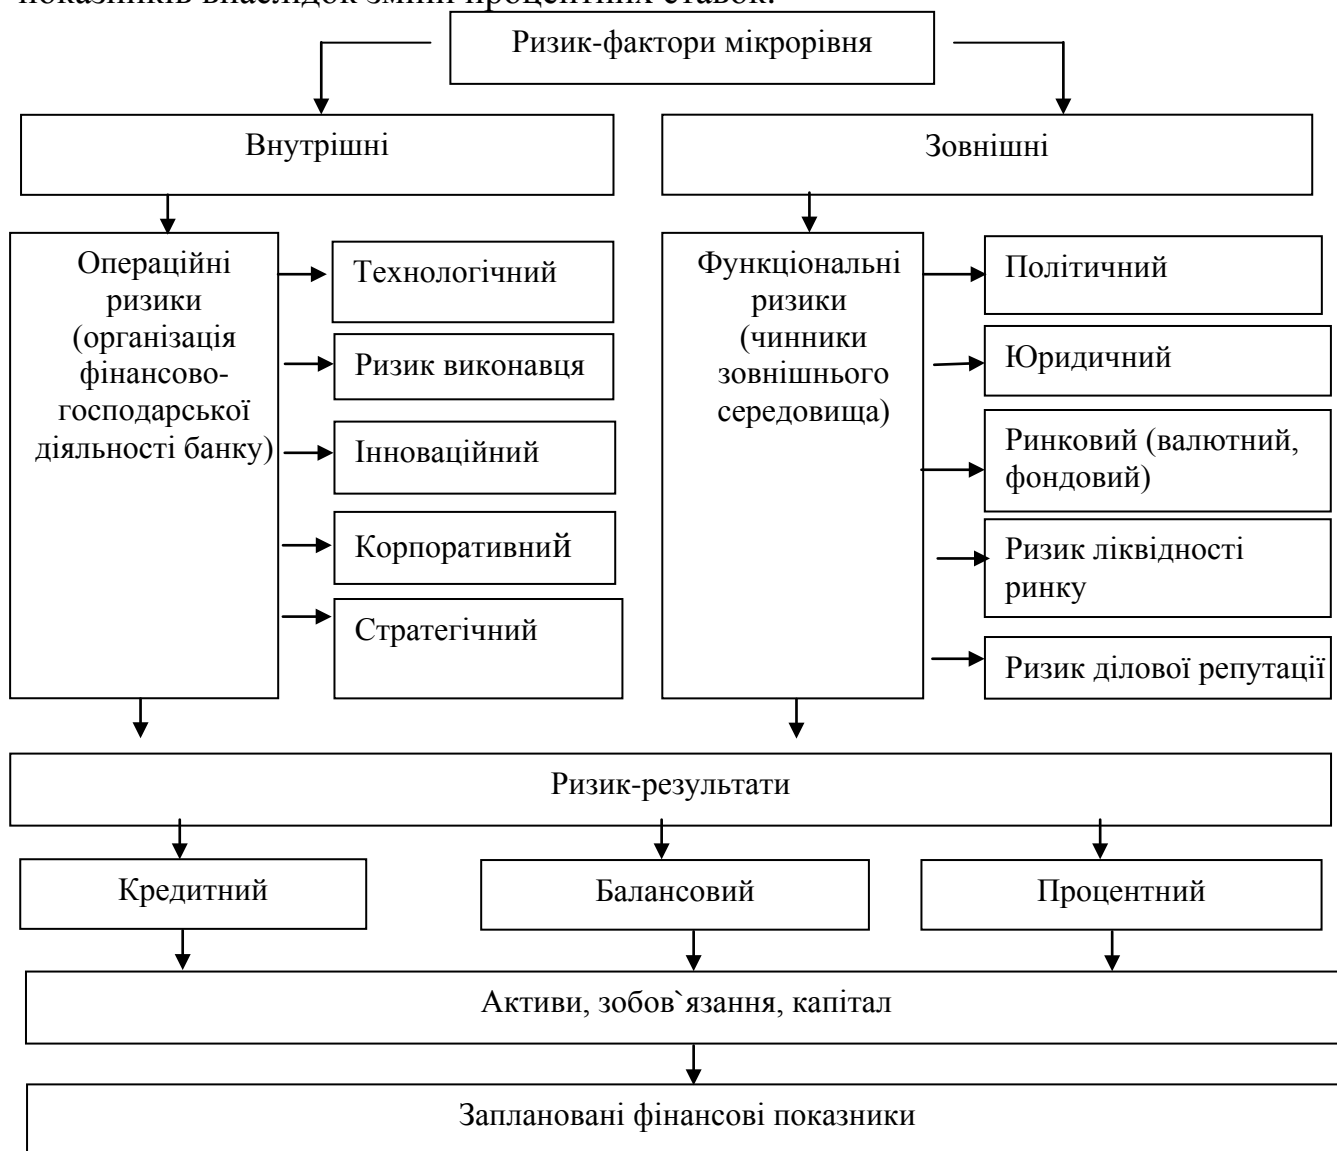 показників внаслідок зміни процентних ставок.
Ризик-фактори мікрорівня
Внутрішні
Зовнішні
Операційні
ризики
(організація
фінансово-
господарської
діяльності банку)
Технологічний
Ризик виконавця
Інноваційний
Корпоративний
Стратегічний
Функціональні
ризики
(чинники
зовнішнього
середовища)
Політичний
Юридичний
Ринковий (валютний,
фондовий)
Ризик ліквідності
ринку
Ризик ділової репутації
Ризик-результати
Кредитний
Балансовий
Процентний
Активи, зобов`язання, капітал
Заплановані фінансові показники